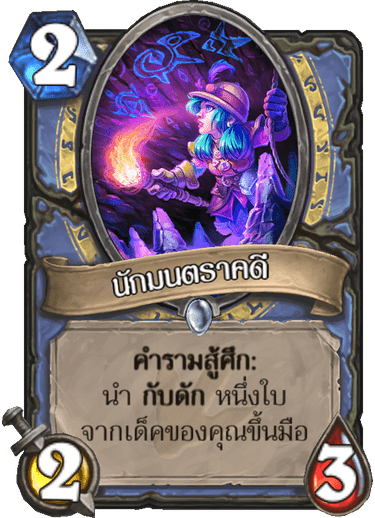 2
นักมนตราคดี
คำรามสู้ศึก:
นำ กับดัก หนึ่งใบ
จากเด็คของคุณขึ้นมือ
2
3